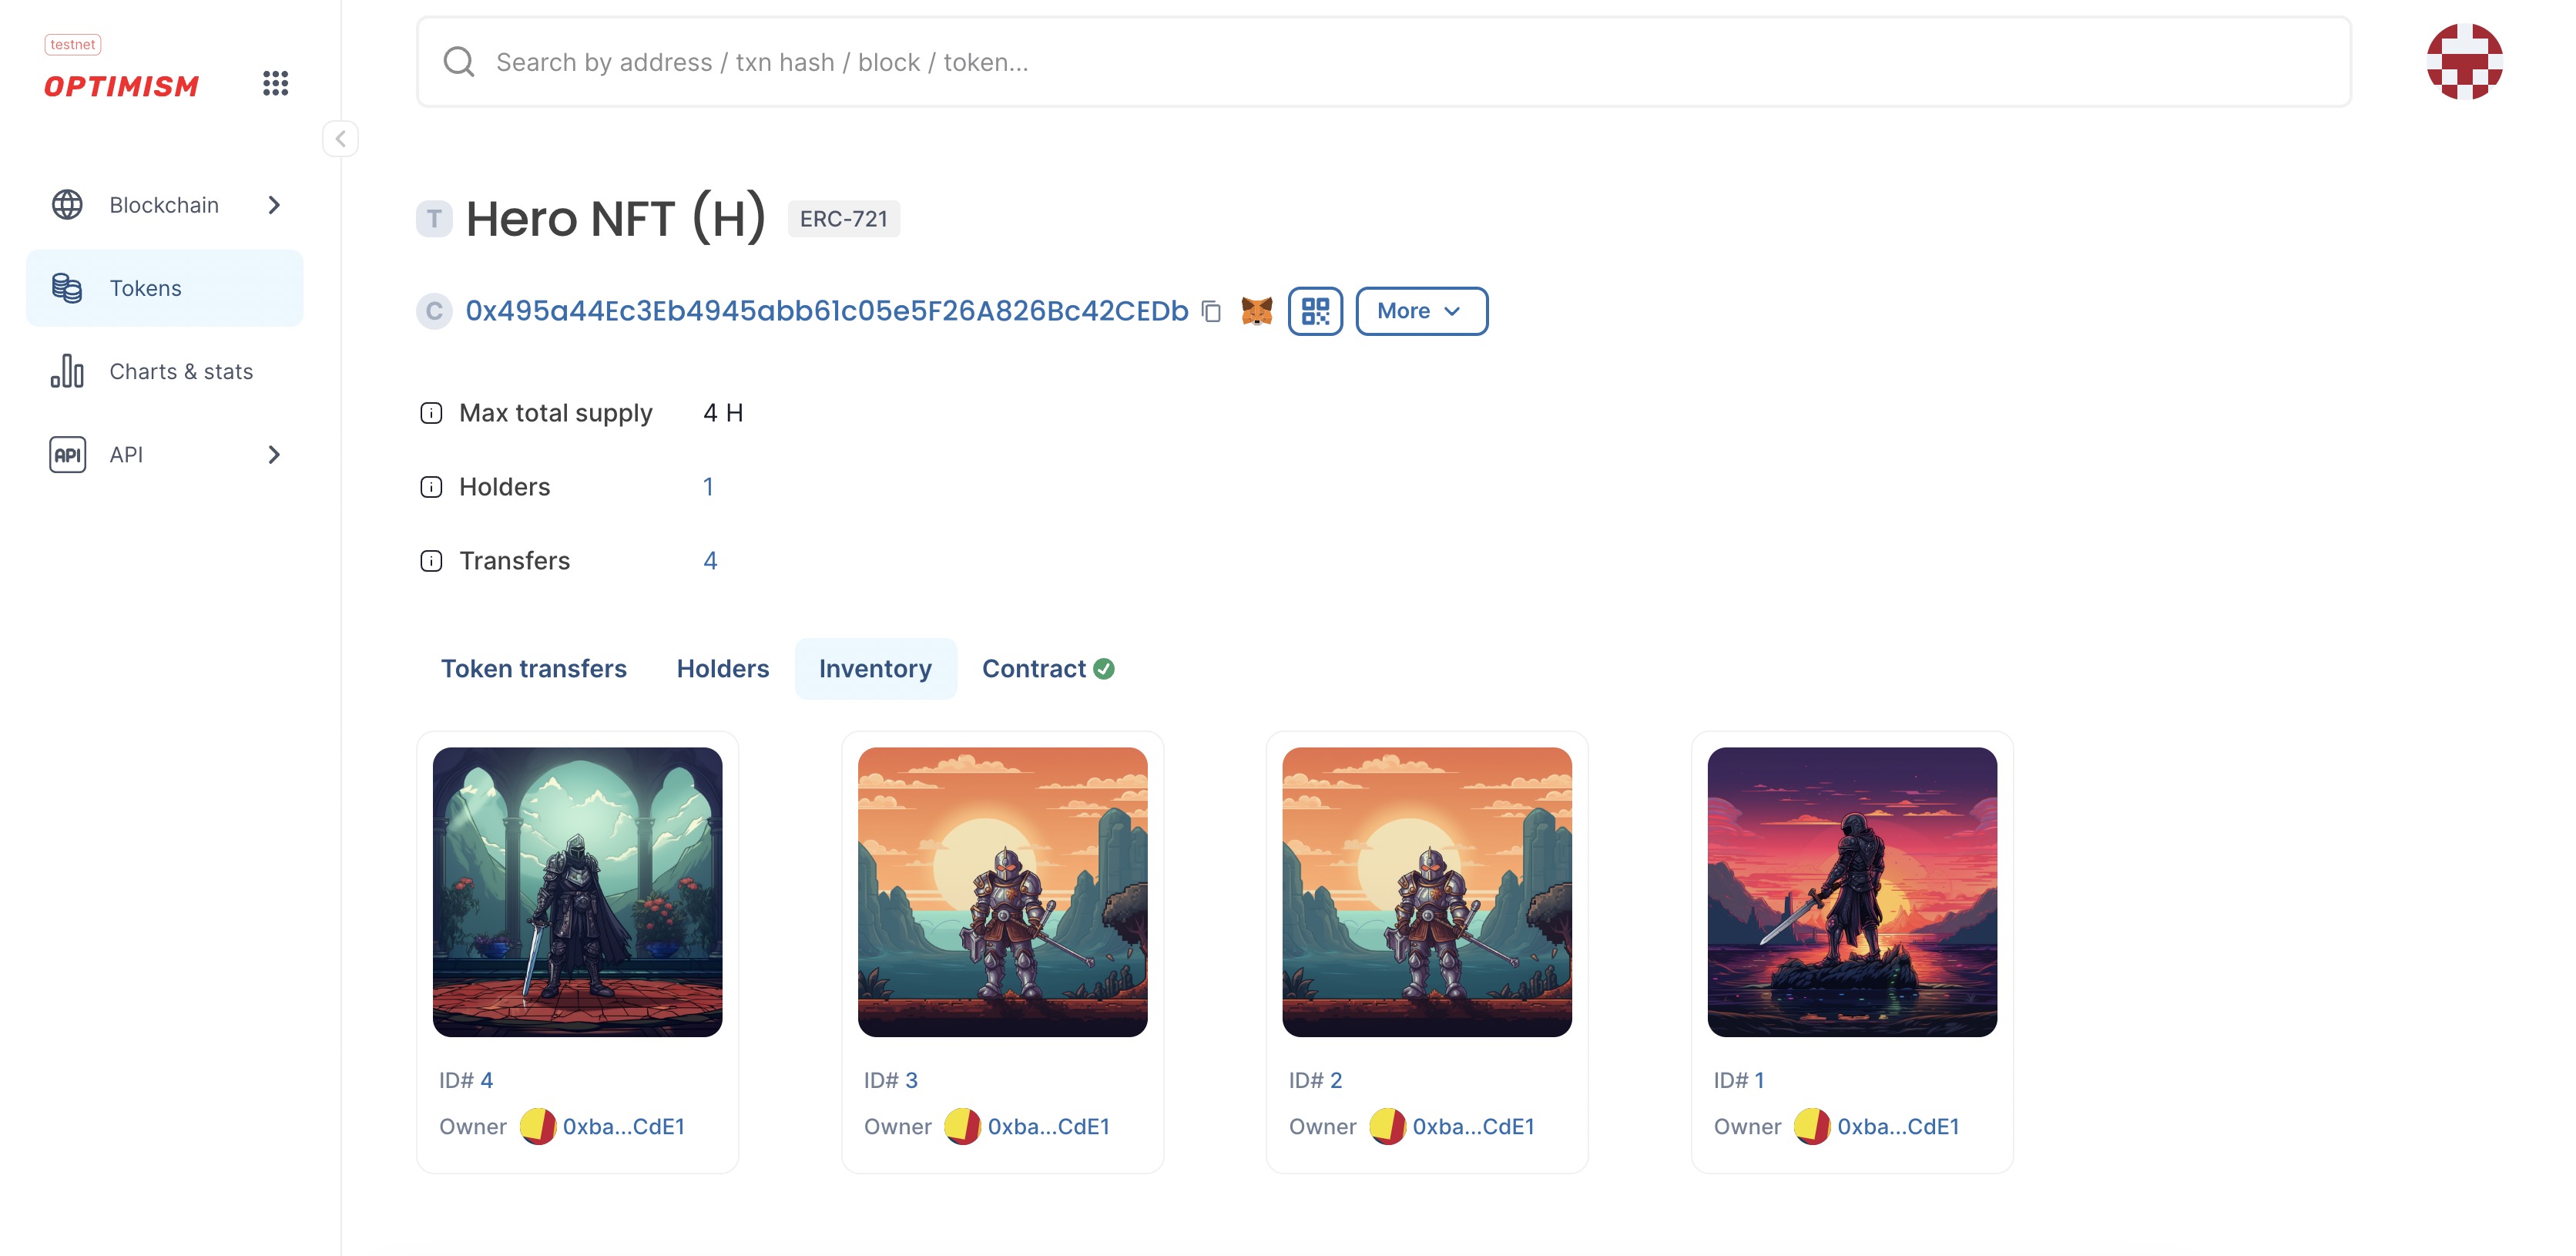 testnet
OPTIMISM
Search by address / txn hash / block / token...
Blockchain
Tokens
Charts & stats
API API
T Hero NFT (H) ERC-721
C 0x495a44Ec3Eb4945abb61c05e5F26A826Bc42CEDb More
Max total supply 4 H
Holders 1
Transfers 4
Token transfers Holders Inventory Contract
ID# 4
Owner 0xba...CdE1
ID# 3
Owner 0xba...CdE1
ID# 2
Owner 0xba...CdE1
ID# 1
Owner 0xba...CdE1